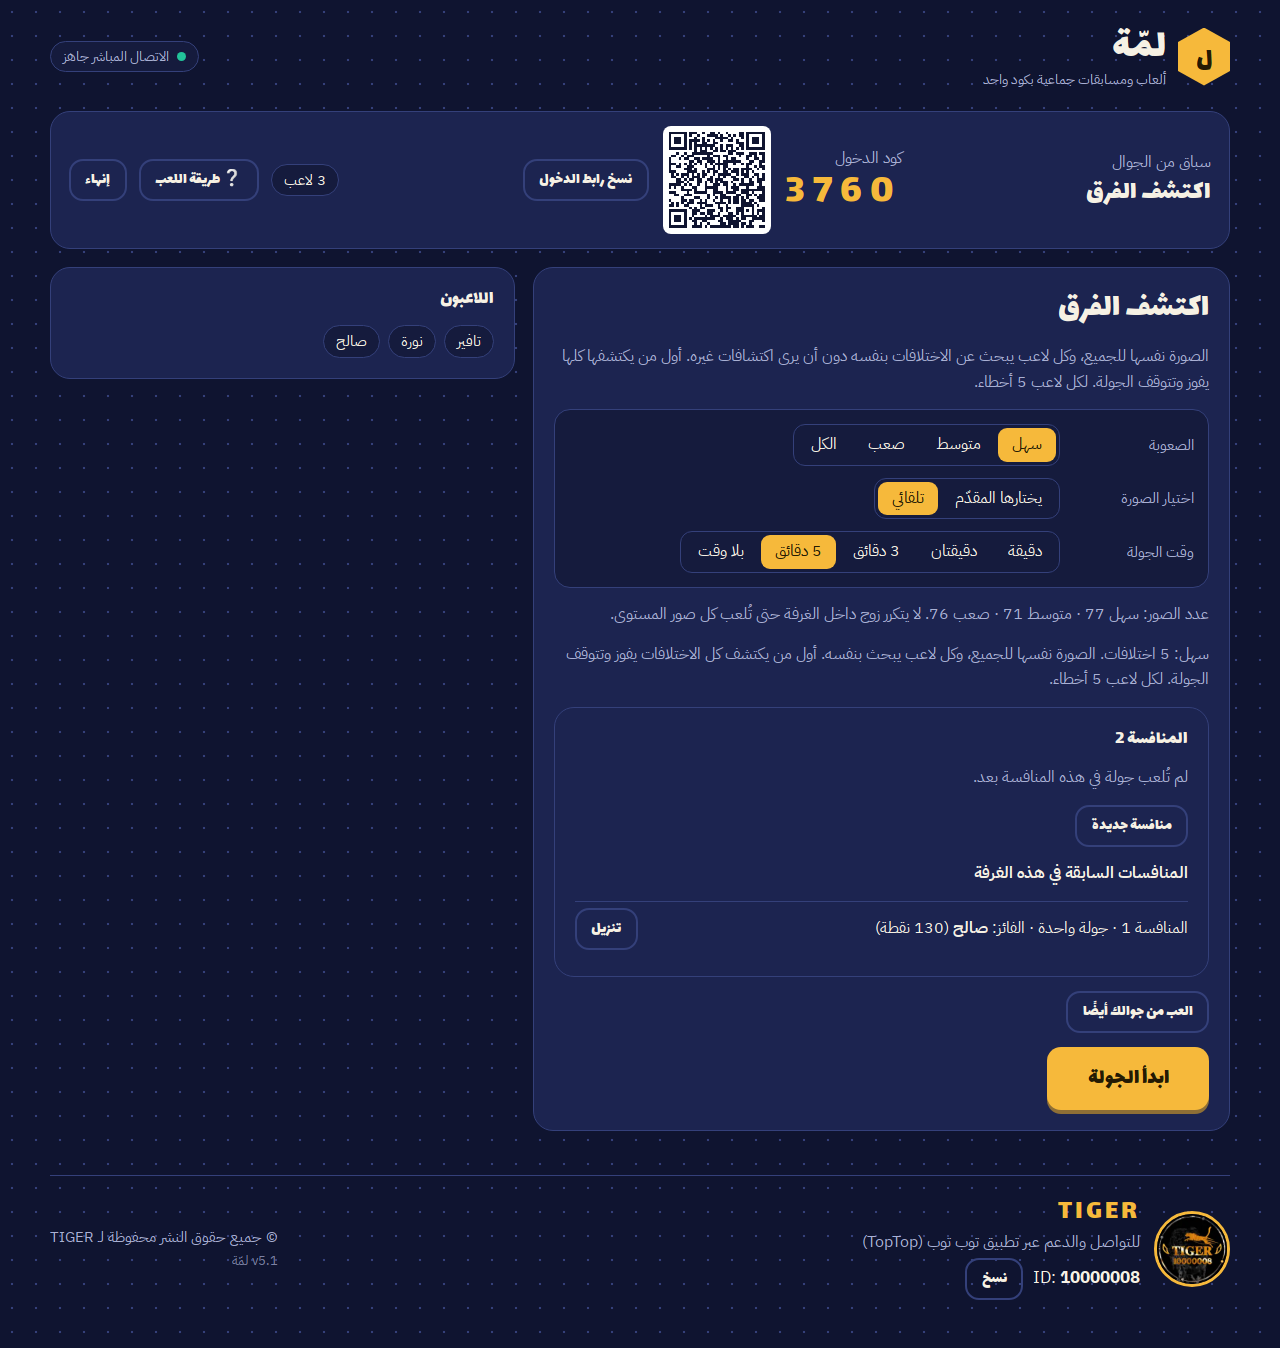 ل
لمّة
ألعاب ومسابقات جماعية بكود واحد
الاتصال المباشر جاهز
سباق من الجوال
اكتشف الفرق
كود الدخول
3760
نسخ رابط الدخول
3 لاعب
❔ طريقة اللعب
إنهاء
اكتشف الفرق
الصورة نفسها للجميع، وكل لاعب يبحث عن الاختلافات بنفسه دون أن يرى اكتشافات غيره. أول من يكتشفها كلها
يفوز وتتوقف الجولة. لكل لاعب 5 أخطاء.
الصعوبة
سهل متوسط صعب الكل
اختيار الصورة
يختارها المقدّم تلقائي
وقت الجولة
دقيقة دقيقتان 3 دقائق 5 دقائق بلا وقت
عدد الصور: سهل 77 · متوسط 71 · صعب 76. لا يتكرر زوج داخل الغرفة حتى تُلعب كل صور المستوى.
سهل: 5 اختلافات. الصورة نفسها للجميع، وكل لاعب يبحث بنفسه. أول من يكتشف كل الاختلافات يفوز وتتوقف
الجولة. لكل لاعب 5 أخطاء.
المنافسة 2
لم تُلعب جولة في هذه المنافسة بعد.
منافسة جديدة
المنافسات السابقة في هذه الغرفة
المنافسة 1 · جولة واحدة · الفائز: صالح (130 نقطة)
تنزيل
العب من جوالك أيضًا
ابدأ الجولة
اللاعبون
تافير
نورة
صالح
TIGER
10000008
TIGER
للتواصل والدعم عبر تطبيق توب توب (TopTop)
ID: 10000008
نسخ
© جميع حقوق النشر محفوظة لـ TIGER
لمّة v5.1